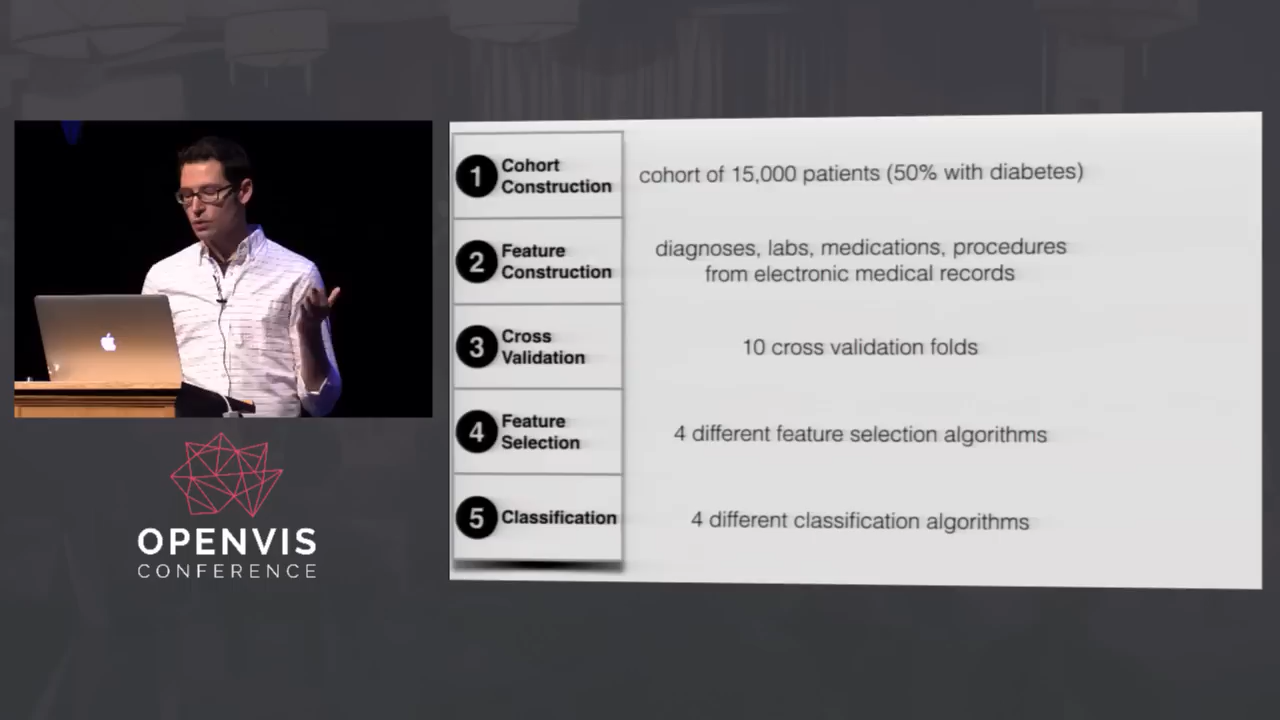 1 Cohort
Construction
cohort of 15,000 patients (50% with diabetes)
2 Feature
Construction
diagnoses, labs, medications, procedures
from electronic medical records
3 Cross
Validation
10 cross validation folds
4 Feature
Selection
4 different feature selection algorithms
5 Classification
4 different classification algorithms
OPENVIS
CONFERENCE